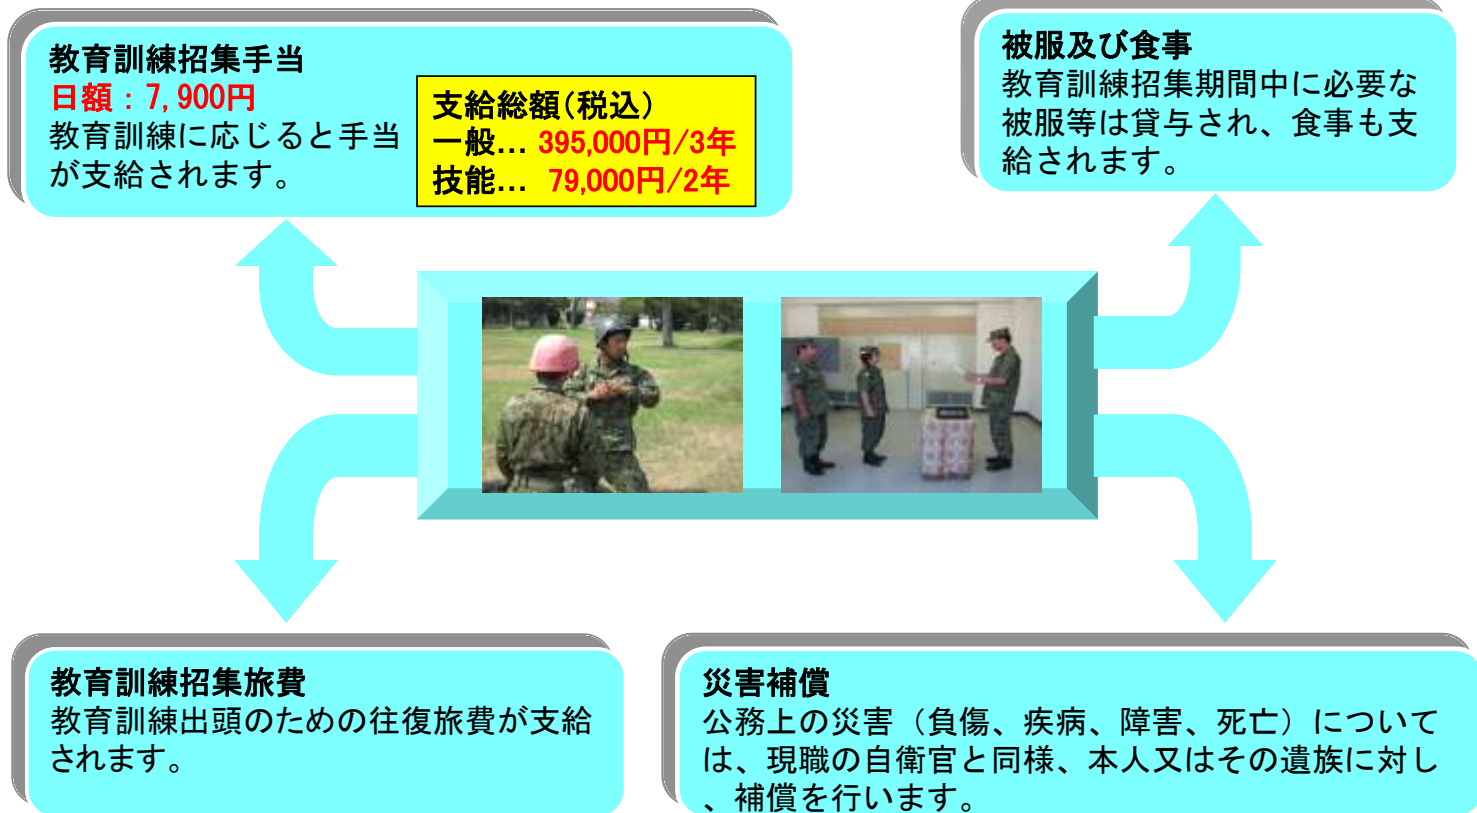 教育訓練招集手当
日額：7,900円
教育訓練に応じると手当
が支給されます。
支給総額（税込）
一般… 395,000円/3年
技能… 79,000円/2年
被服及び食事
教育訓練招集期間中に必要な
被服等は貸与され、食事も支
給されます。
教育訓練招集旅費
教育訓練出頭のための往復旅費が支給
されます。
災害補償
公務上の災害（負傷、疾病、障害、死亡）について
は、現職の自衛官と同様、本人又はその遺族に対し
、補償を行います。